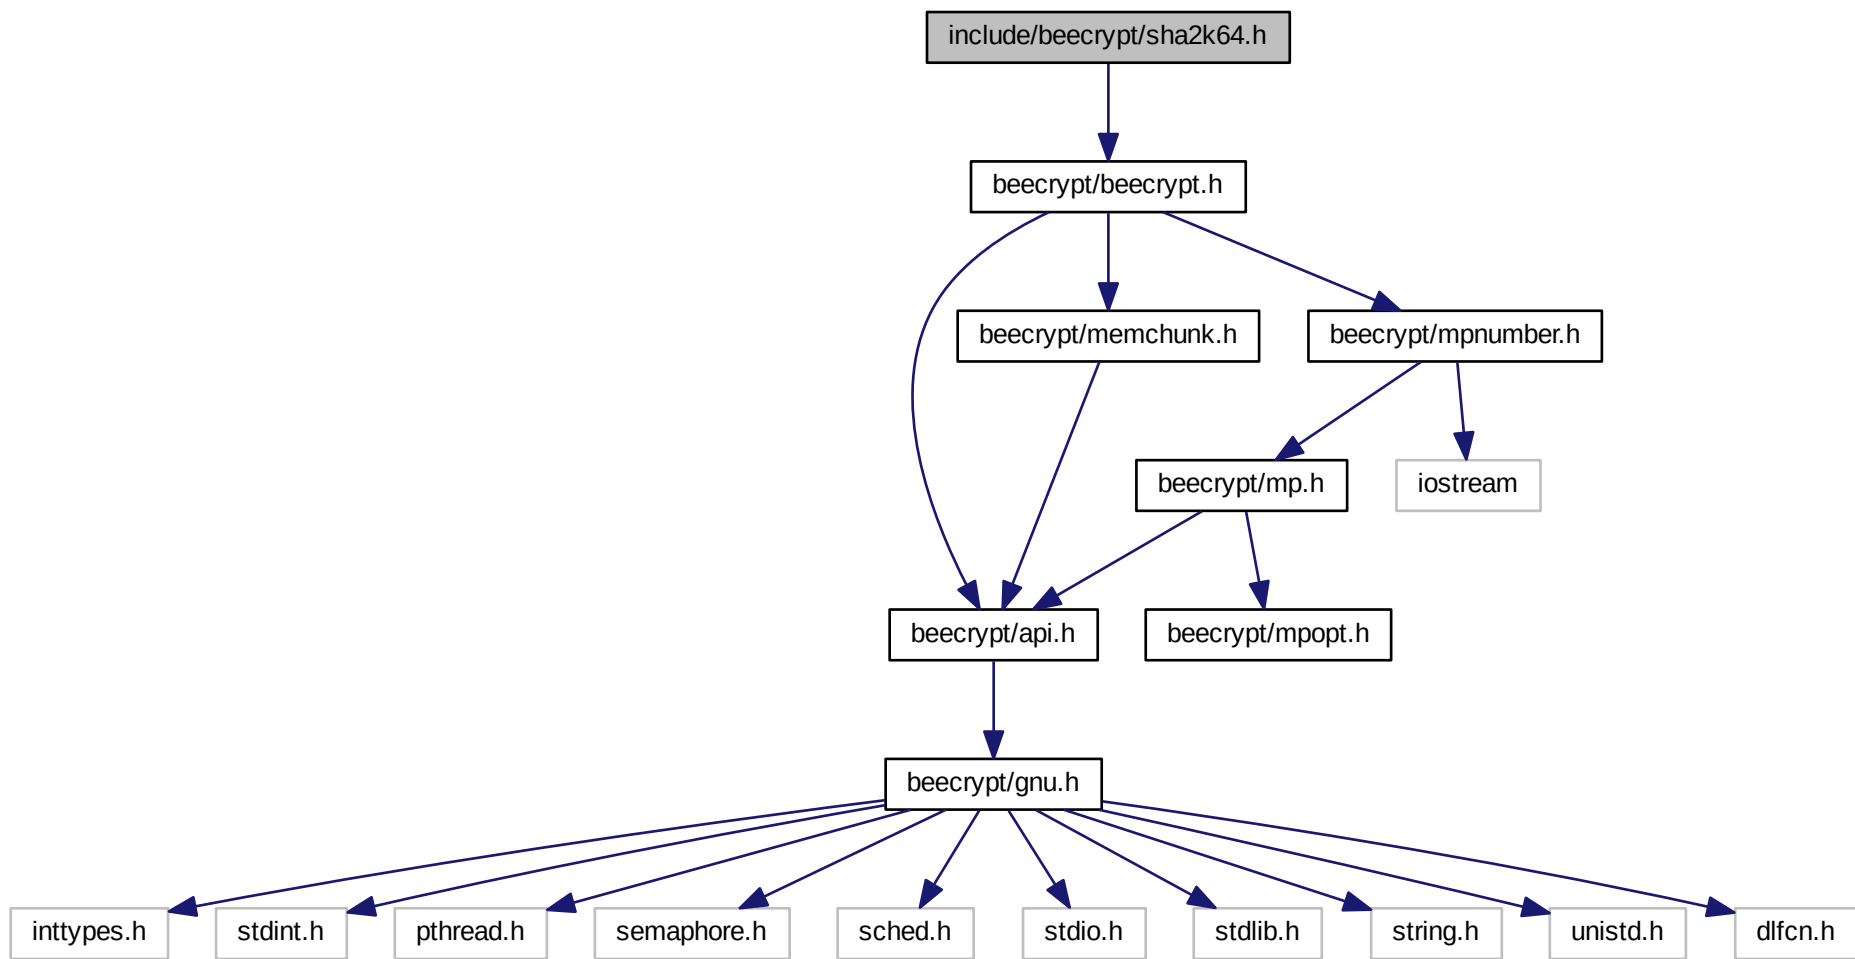 include/beecrypt/sha2k64.h
beecrypt/beecrypt.h
beecrypt/memchunk.h
beecrypt/mpnumber.h
beecrypt/mp.h
iostream
beecrypt/api.h
beecrypt/mpopt.h
beecrypt/gnu.h
inttypes.h
stdint.h
pthread.h
semaphore.h
sched.h
stdio.h
stdlib.h
string.h
unistd.h
dlfcn.h